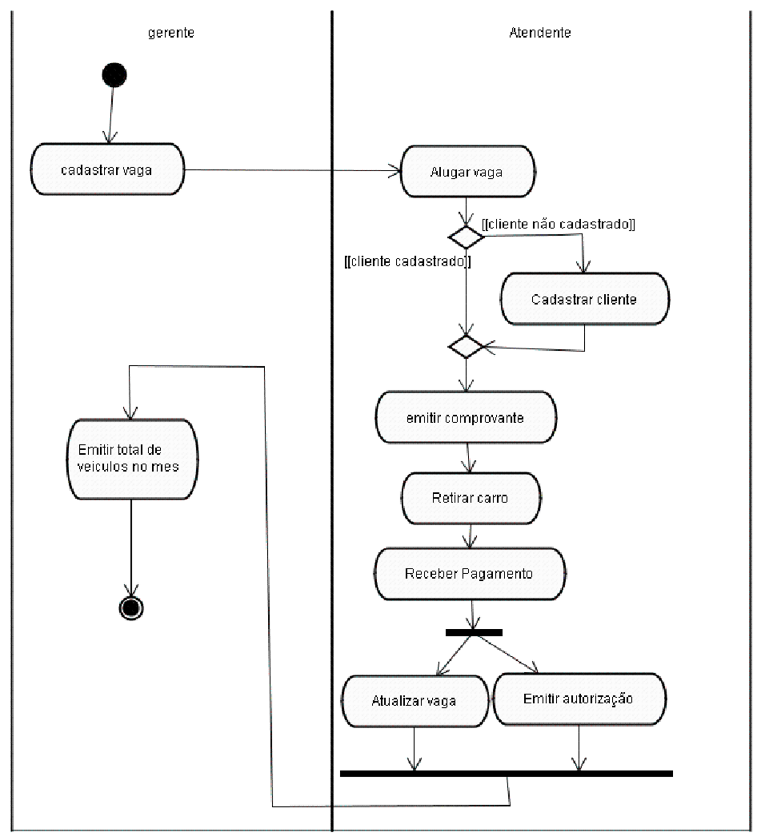 gerente
Atendente
cadastrar vaga
Alugar vaga
[[cliente não cadastrado]]
[[cliente cadastrado]]
Cadastrar cliente
emitir comprovante
Emitir total de
veiculos no mes
Retirar carro
Receber Pagamento
Atualizar vaga
Emitir autorização